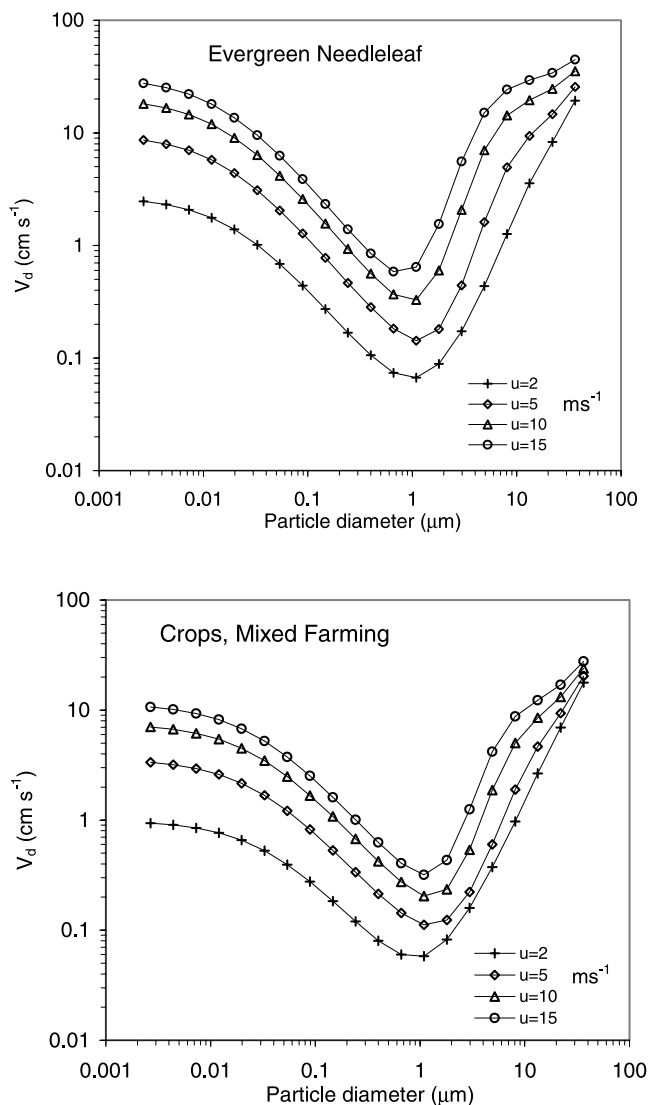 Evergreen Needleleaf
100
10
1
0.1
0.01
V_d (cm s⁻¹)
0.001
0.01
0.1
1
10
100
Particle diameter (μm)
u=2
u=5
u=10
u=15
ms⁻¹
Crops, Mixed Farming
100
10
1
0.1
0.01
V_d (cm s⁻¹)
0.001
0.01
0.1
1
10
100
Particle diameter (μm)
u=2
u=5
u=10
u=15
ms⁻¹